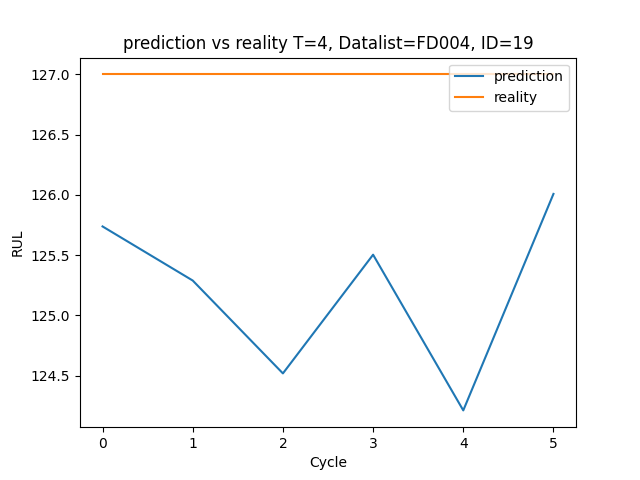 prediction vs reality T=4, Datalist=FD004, ID=19
prediction
reality
RUL
127.0
126.5
126.0
125.5
125.0
124.5
0 1 2 3 4 5
Cycle